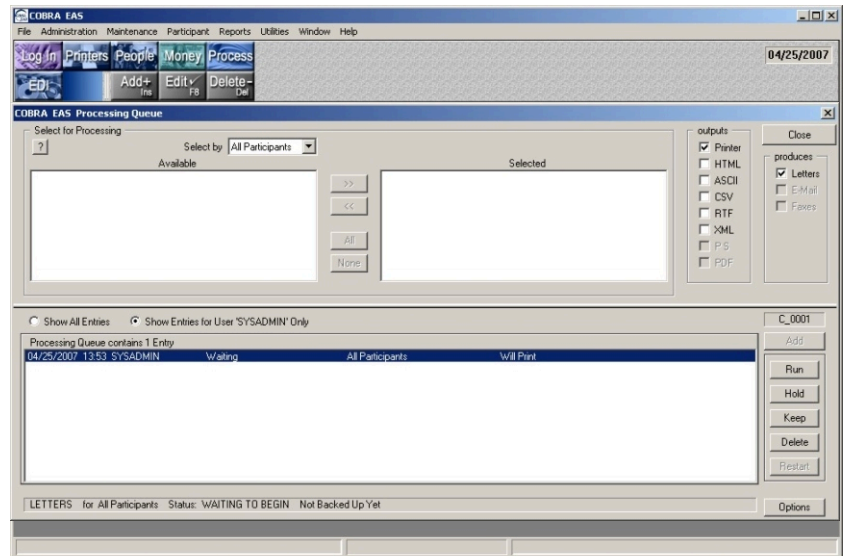 COBRA EAS
File Administration Maintenance Participant Reports Utilities Window Help
Log In Printers People Money Process
04/25/2007
EDI Add+ Ins Edit✓ F8 Delete- Del
COBRA EAS Processing Queue
Select for Processing
? Select by All Participants
Available
Selected
>>
<<
All
None
outputs
Printer
HTML
ASCII
CSV
RTF
XML
PS
PDF
Close
produces
Letters
E-Mail
Faxes
Show All Entries Show Entries for User 'SYSADMIN' Only
C_0001
Processing Queue contains 1 Entry
04/25/2007 13:53 SYSADMIN Waiting All Participants Will Print
Add
Run
Hold
Keep
Delete
Restart
LETTERS for All Participants Status: WAITING TO BEGIN Not Backed Up Yet
Options